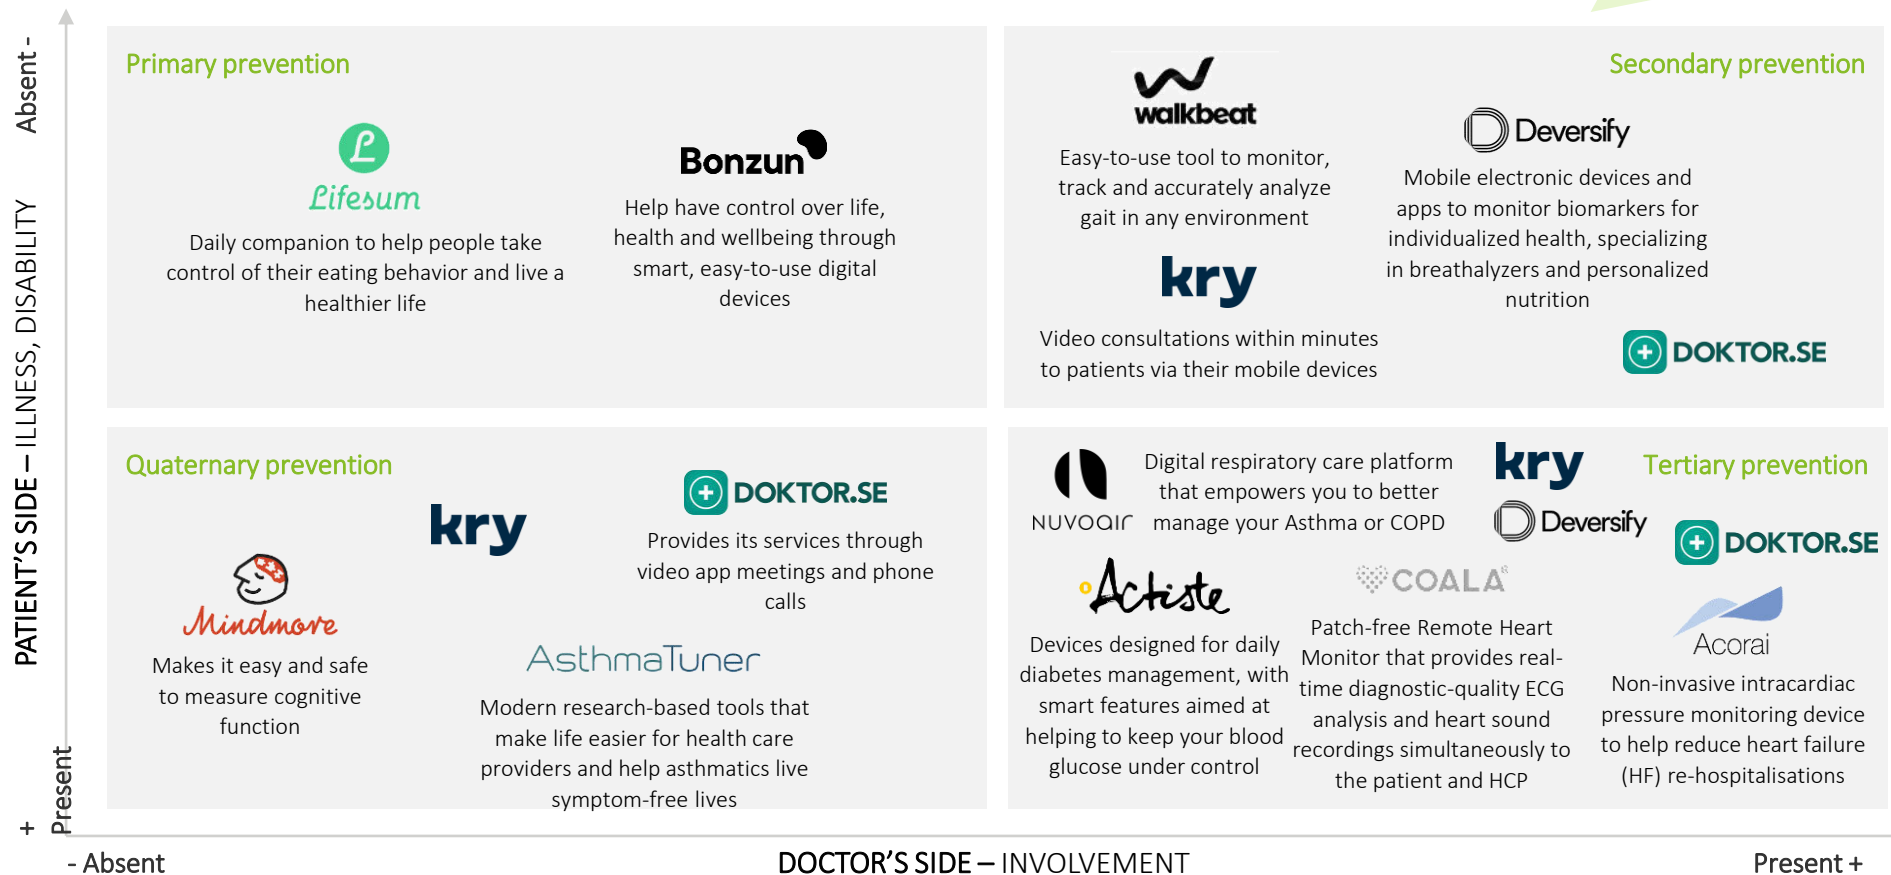 Absent -
PATIENT'S SIDE – ILLNESS, DISABILITY
+ Present
Primary prevention
Lifesum
Daily companion to help people take
control of their eating behavior and live a
healthier life
Bonzun
Help have control over life,
health and wellbeing through
smart, easy-to-use digital
devices
Secondary prevention
walkbeat
Easy-to-use tool to monitor,
track and accurately analyze
gait in any environment
Deversify
Mobile electronic devices and
apps to monitor biomarkers for
individualized health, specializing
in breathalyzers and personalized
nutrition
kry
Video consultations within minutes
to patients via their mobile devices
DOKTOR.SE
Quaternary prevention
kry
DOKTOR.SE
Provides its services through
video app meetings and phone
calls
Mindmore
Makes it easy and safe
to measure cognitive
function
AsthmaTuner
Modern research-based tools that
make life easier for health care
providers and help asthmatics live
symptom-free lives
Tertiary prevention
NUVOAIR
Digital respiratory care platform
that empowers you to better
manage your Asthma or COPD
kry
Deversify
DOKTOR.SE
Actiste
Devices designed for daily
diabetes management, with
smart features aimed at
helping to keep your blood
glucose under control
COALA®
Patch-free Remote Heart
Monitor that provides real-
time diagnostic-quality ECG
analysis and heart sound
recordings simultaneously to
the patient and HCP
Acorai
Non-invasive intracardiac
pressure monitoring device
to help reduce heart failure
(HF) re-hospitalisations
- Absent
DOCTOR'S SIDE – INVOLVEMENT
Present +